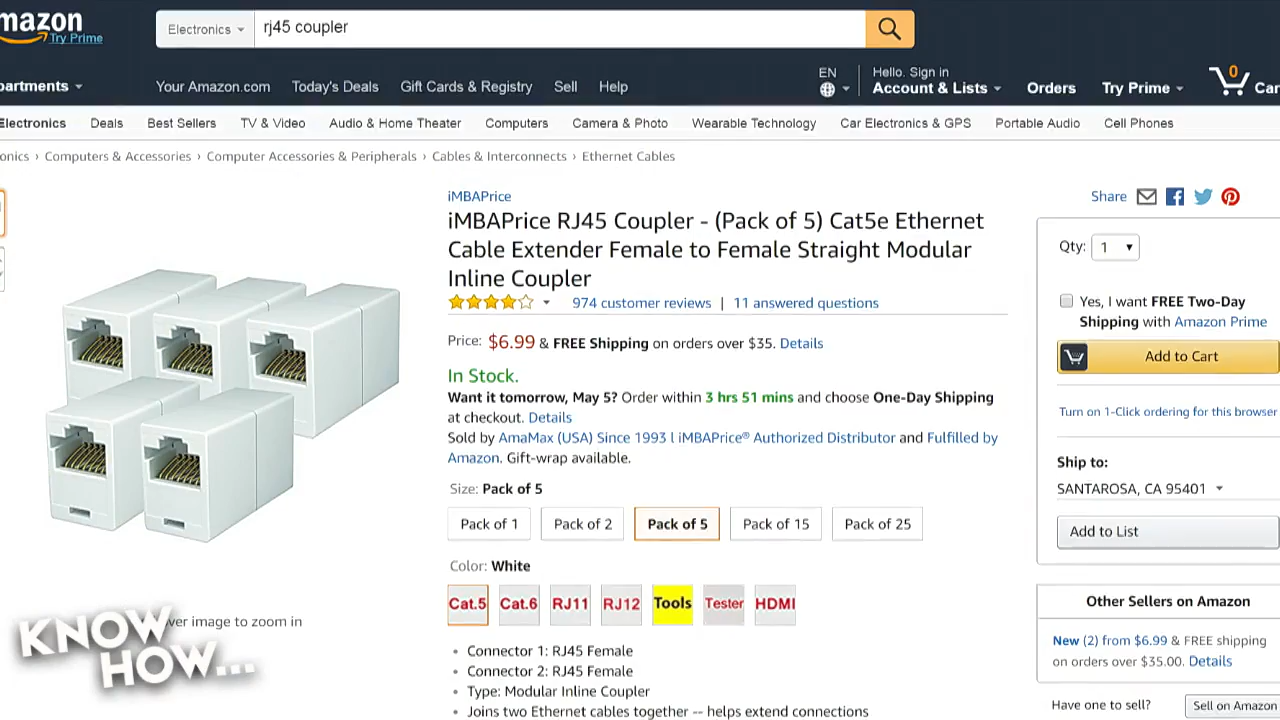 mazon
Try Prime
Electronics
rj45 coupler
partments
Your Amazon.com
Today's Deals
Gift Cards & Registry
Sell
Help
EN
Hello. Sign in
Account & Lists
Orders
Try Prime
0
Car
Electronics
Deals
Best Sellers
TV & Video
Audio & Home Theater
Computers
Camera & Photo
Wearable Technology
Car Electronics & GPS
Portable Audio
Cell Phones
onics › Computers & Accessories › Computer Accessories & Peripherals › Cables & Interconnects › Ethernet Cables
iMBAPrice
iMBAPrice RJ45 Coupler - (Pack of 5) Cat5e Ethernet
Cable Extender Female to Female Straight Modular
Inline Coupler
974 customer reviews | 11 answered questions
Price: $6.99 & FREE Shipping on orders over $35. Details
In Stock.
Want it tomorrow, May 5? Order within 3 hrs 51 mins and choose One-Day Shipping
at checkout. Details
Sold by AmaMax (USA) Since 1993 l iMBAPrice® Authorized Distributor and Fulfilled by
Amazon. Gift-wrap available.
Size: Pack of 5
Pack of 1
Pack of 2
Pack of 5
Pack of 15
Pack of 25
Color: White
Cat.5
Cat.6
RJ11
RJ12
Tools
Tester
HDMI
• Connector 1: RJ45 Female
• Connector 2: RJ45 Female
• Type: Modular Inline Coupler
• Joins two Ethernet cables together -- helps extend connections
Share
Qty: 1
Yes, I want FREE Two-Day
Shipping with Amazon Prime
Add to Cart
Turn on 1-Click ordering for this browser
Ship to:
SANTAROSA, CA 95401
Add to List
Other Sellers on Amazon
New (2) from $6.99 & FREE shipping
on orders over $35.00. Details
Have one to sell?
Sell on Amazon
ver image to zoom in
KNOW
HOW...